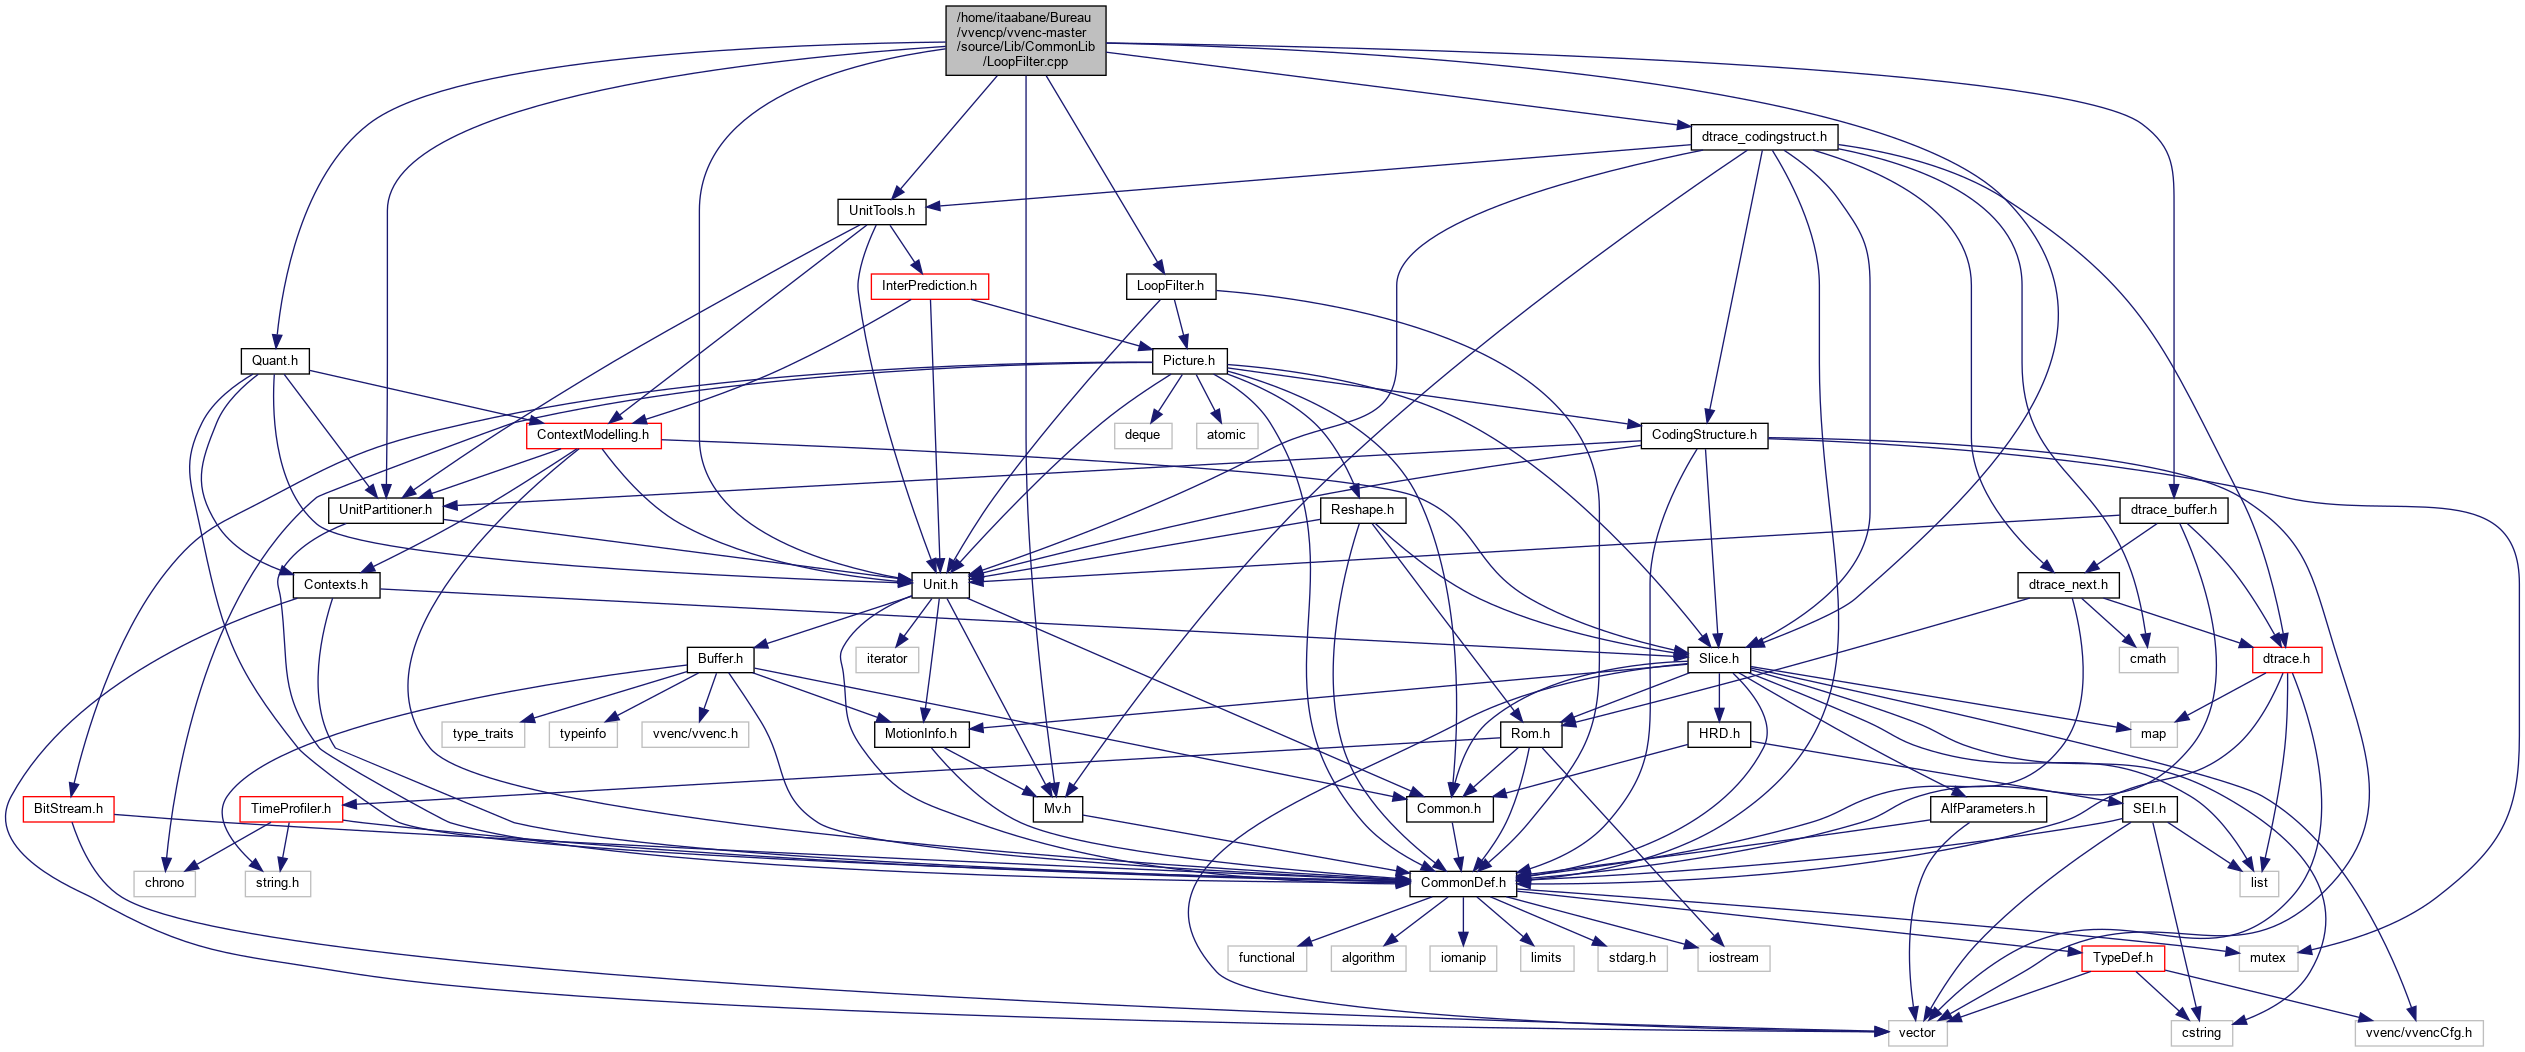 /home/itaabane/Bureau
/vvencp/vvenc-master
/source/Lib/CommonLib
/LoopFilter.cpp
dtrace_codingstruct.h
UnitTools.h
InterPrediction.h
LoopFilter.h
Quant.h
Picture.h
ContextModelling.h
deque
atomic
CodingStructure.h
UnitPartitioner.h
Reshape.h
dtrace_buffer.h
Contexts.h
Unit.h
dtrace_next.h
Buffer.h
iterator
Slice.h
cmath
dtrace.h
type_traits
typeinfo
vvenc/vvenc.h
MotionInfo.h
Rom.h
HRD.h
map
BitStream.h
TimeProfiler.h
Mv.h
Common.h
AlfParameters.h
SEI.h
chrono
string.h
CommonDef.h
list
functional
algorithm
iomanip
limits
stdarg.h
iostream
TypeDef.h
mutex
vector
cstring
vvenc/vvencCfg.h